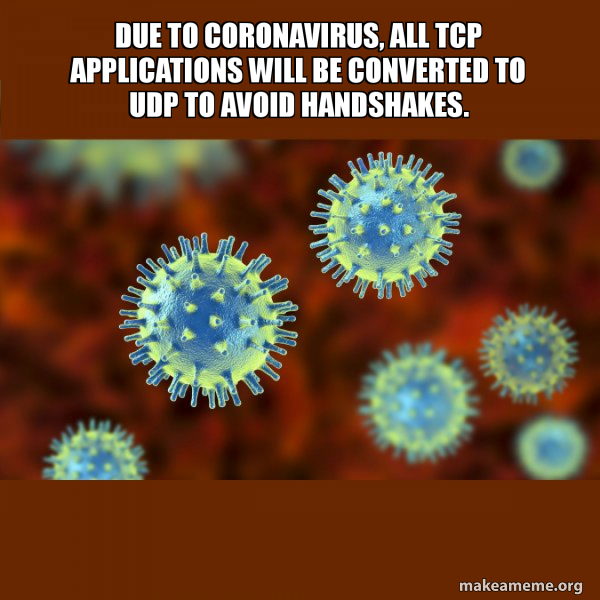 DUE TO CORONAVIRUS, ALL TCP
APPLICATIONS WILL BE CONVERTED TO
UDP TO AVOID HANDSHAKES.
makeameme.org